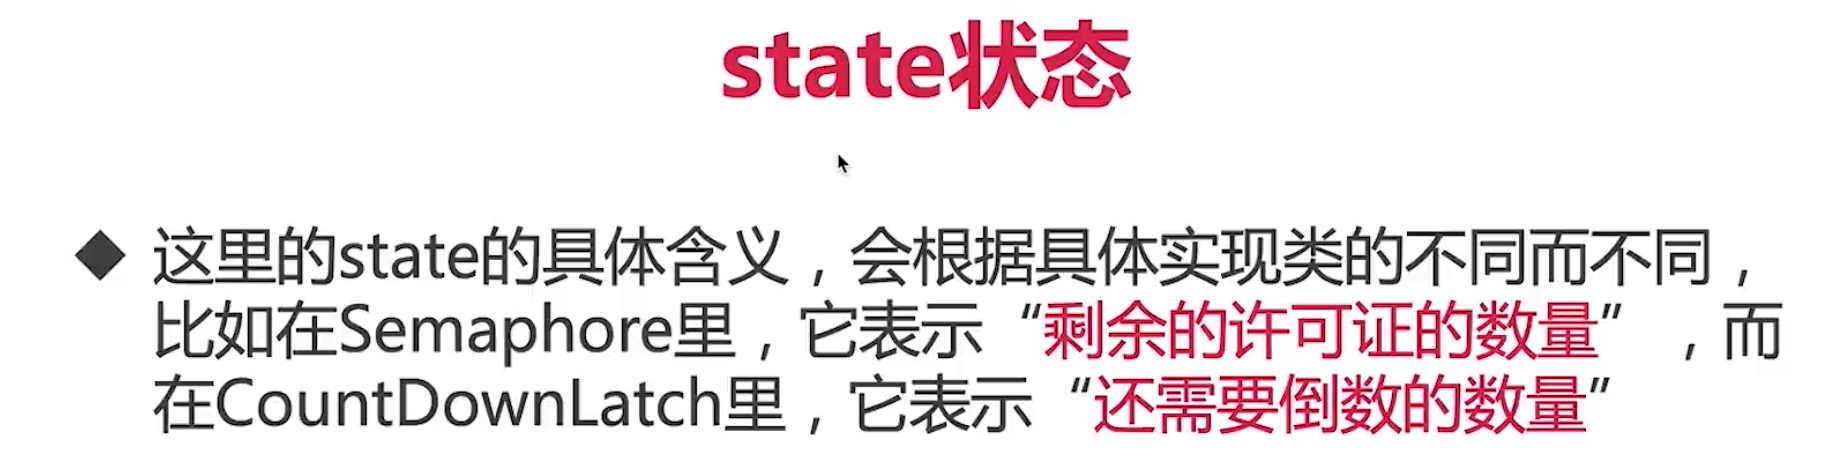 state状态
这里的state的具体含义，会根据具体实现类的不同而不同，
比如在Semaphore里，它表示“剩余的许可证的数量”，而
在CountDownLatch里，它表示“还需要倒数的数量”